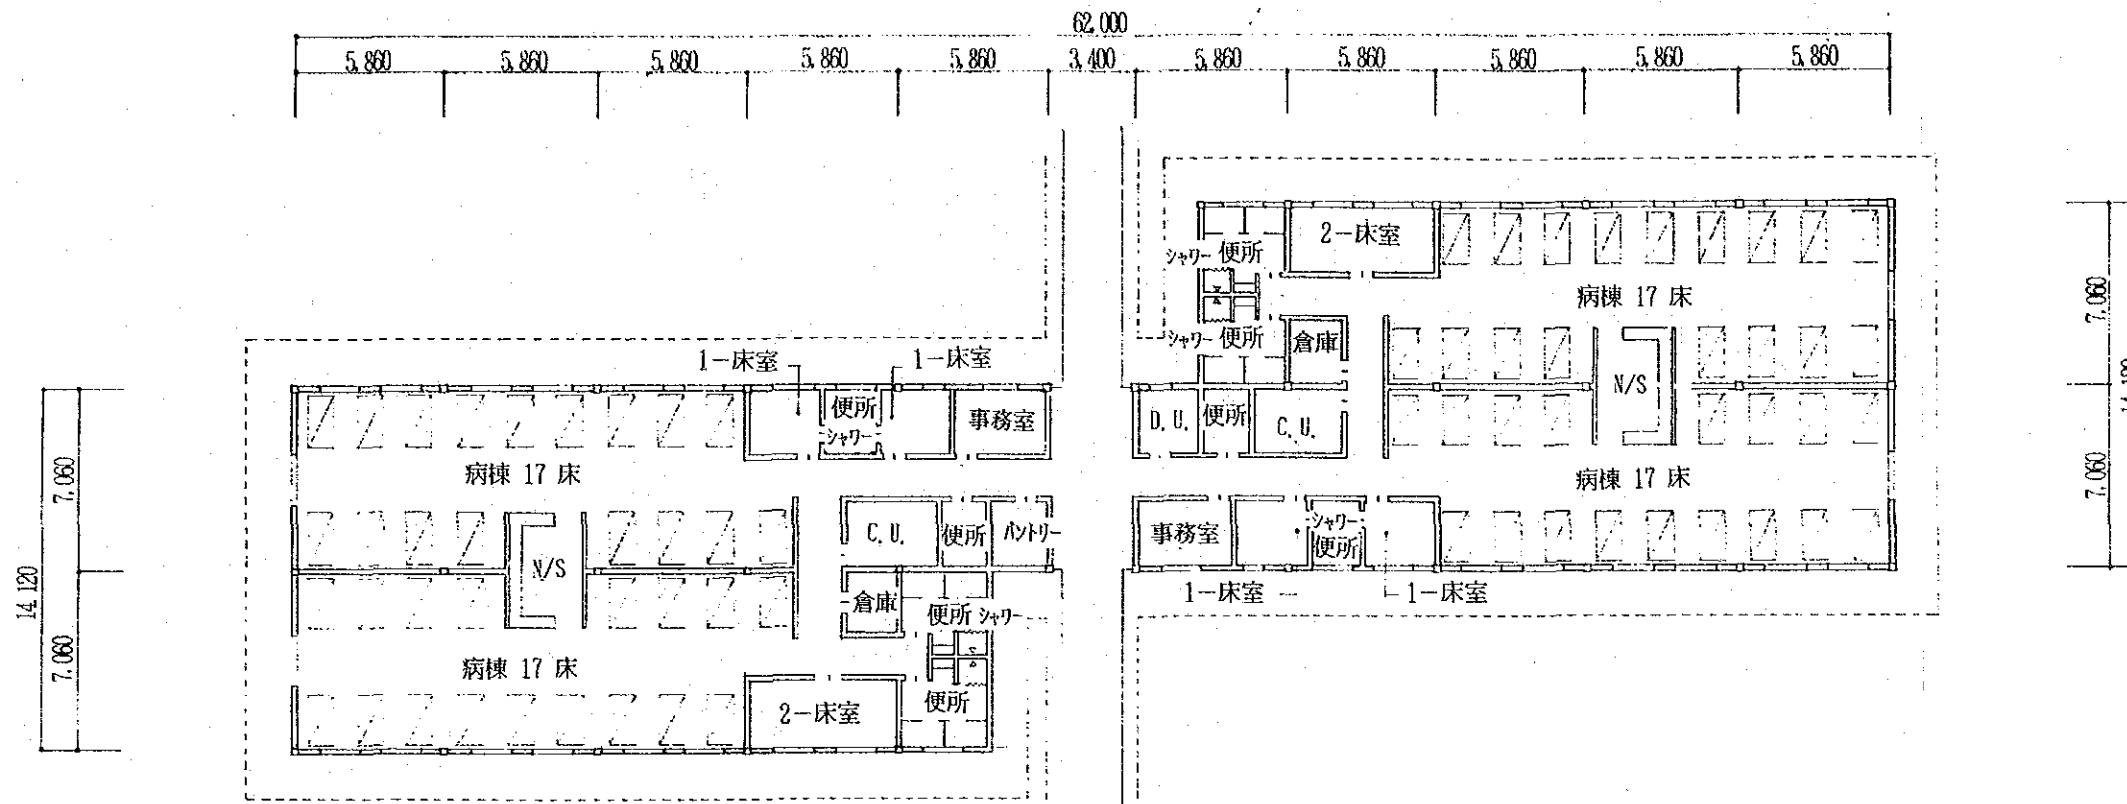 62,000
5,860 5,860 5,860 5,860 5,860 3,400 5,860 5,860 5,860 5,860 5,860
2-床室
シャワー 便所
病棟 17 床
シャワー 便所 倉庫
N/S
D.U. 便所 C.U.
病棟 17 床
事務室 シャワー
便所
1-床室 1-床室
7,060
7,060
1-床室 1-床室
便所
シャワー 事務室
病棟 17 床
C.U. 便所 パントリー
N/S
倉庫 便所 シャワー
病棟 17 床
2-床室 便所
7,060
14,120
7,060